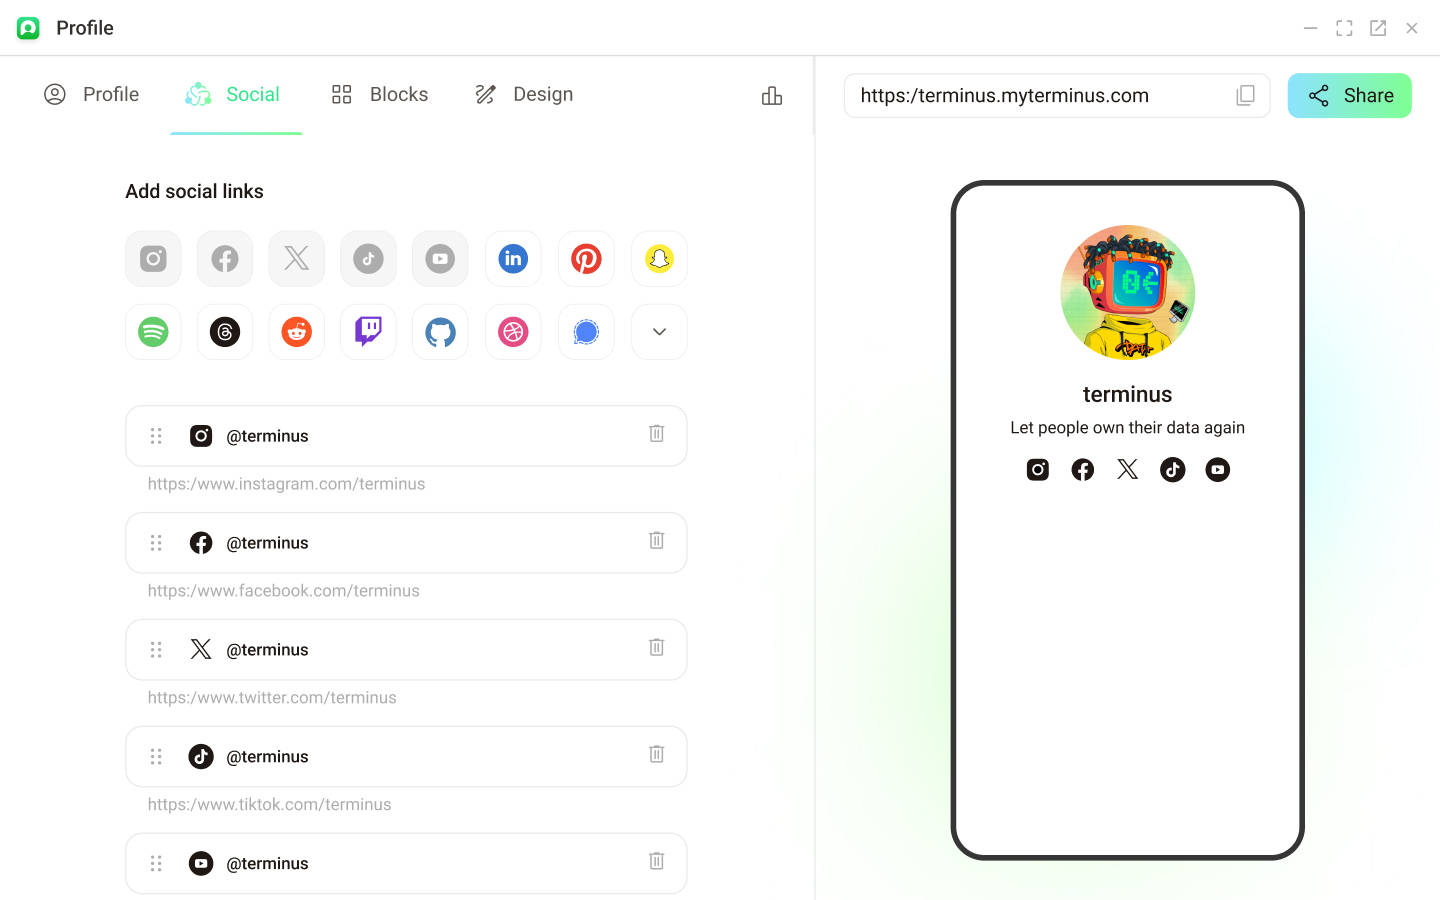 Profile
Profile
Social
Blocks
Design
https:/terminus.myterminus.com
Share
Add social links
@terminus
https:/www.instagram.com/terminus
@terminus
https:/www.facebook.com/terminus
@terminus
https:/www.twitter.com/terminus
@terminus
https:/www.tiktok.com/terminus
@terminus
terminus
Let people own their data again